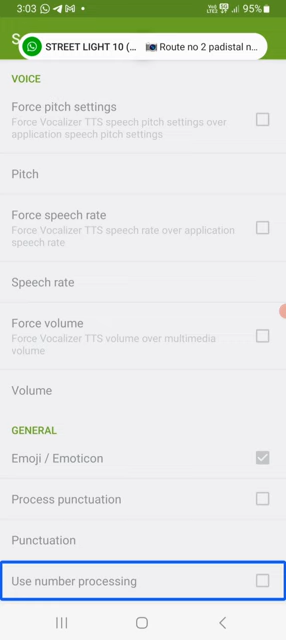 3:03
95%
S
STREET LIGHT 10 (... Route no 2 padistal n...
VOICE
Force pitch settings
Force Vocalizer TTS speech pitch settings over
application speech pitch settings
Pitch
Force speech rate
Force Vocalizer TTS speech rate over application
speech rate
Speech rate
Force volume
Force Vocalizer TTS volume over multimedia
volume
Volume
GENERAL
Emoji / Emoticon
Process punctuation
Punctuation
Use number processing